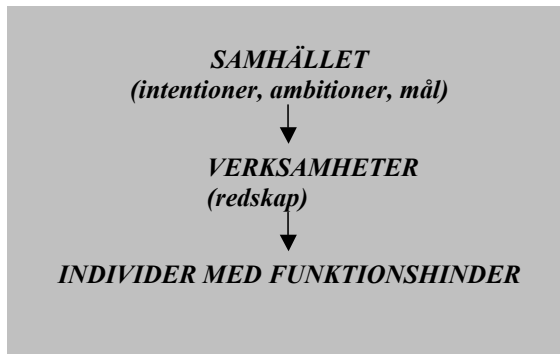 SAMHÄLLET
(intentioner, ambitioner, mål)
VERKSAMHETER
(redskap)
INDIVIDER MED FUNKTIONSHINDER